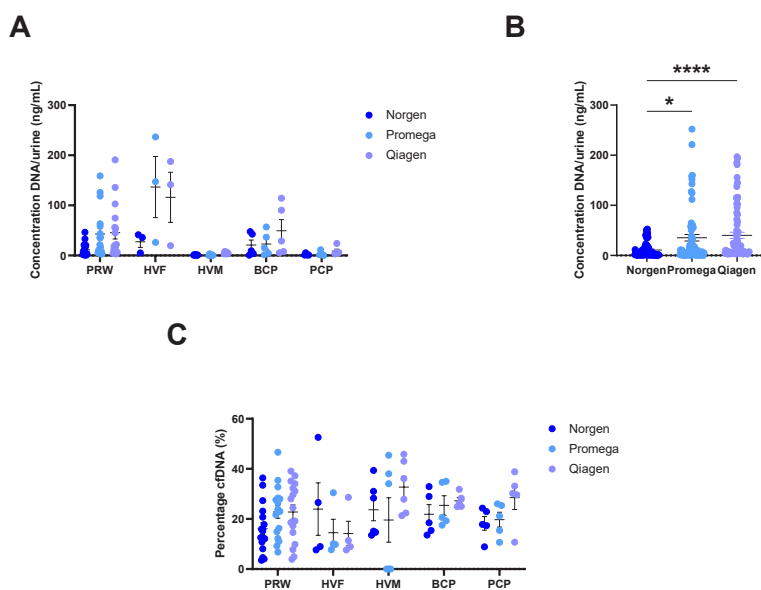 A
Concentration DNA/urine (ng/mL)
300
200
100
0
PRW HVF HVM BCP PCP
Norgen
Promega
Qiagen
B
Concentration DNA/urine (ng/mL)
300
200
100
0
****
*
Norgen Promega Qiagen
C
Percentage cfDNA (%)
60
40
20
0
PRW HVF HVM BCP PCP
Norgen
Promega
Qiagen